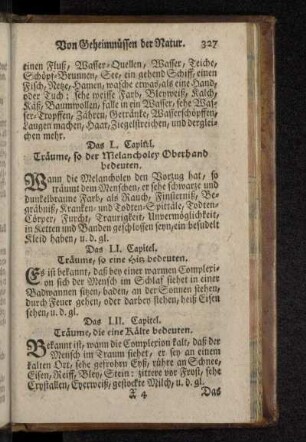 Von Geheimnüssen der Natur. 327
einen Fluß, Wasser-Quellen, Wasser, Teiche,
Schöpf-Brunnen, See, ein gehend Schiff, einen
Fisch, Netze, Hamen, wasche etwas, als eine Hand,
oder Tuch: sehe weisse Farb, Bleyweiß, Kalch,
Käß, Baumwollen, falle in ein Wasser, sehe Was-
ser-Tropffen, Zähren, Getränke, Wasserschöpffen,
Laugen machen, Haar, Ziegelstreichen, und derglei-
chen mehr.
Das L. Capitel.
Träume, so der Melancholey Oberhand
bedeuten.
Wann die Melancholey den Vorzug hat, so
träumt dem Menschen, er sehe schwartze und
dunkelbraune Farb, als Rauch, Finsterniß, Be-
gräbniß, Kranken- und Todten-Spittäle, Todten-
Cörper, Furcht, Traurigkeit, Unvermöglichkeit,
in Ketten und Banden geschlossen seyn, ein besudelt
Kleid haben, u. d. gl.
Das LI. Capitel.
Träume, so eine Hitz bedeuten.
Es ist bekannt, daß bey einer warmen Complexi-
on sich der Mensch im Schlaf siehet in einer
Badwannen sitzen, baden, an der Sonnen stehen,
durch Feuer gehen, oder darbey stehen, heiß Eisen
sehen, u. d. gl.
Das LII. Capitel.
Träume, die eine Kälte bedeuten.
Bekannt ist, wann die Complexion kalt, daß der
Mensch im Traum siehet, er sey an einem
kalten Ort, sehe gefrohrn Eyß, rühre an Schnee,
Eisen, Reiff, Bley, Stein: zittere vor Frost, sehe
Crystallen, Eyerweiß, gestockte Milch, u. d. gl.
X 4 Das